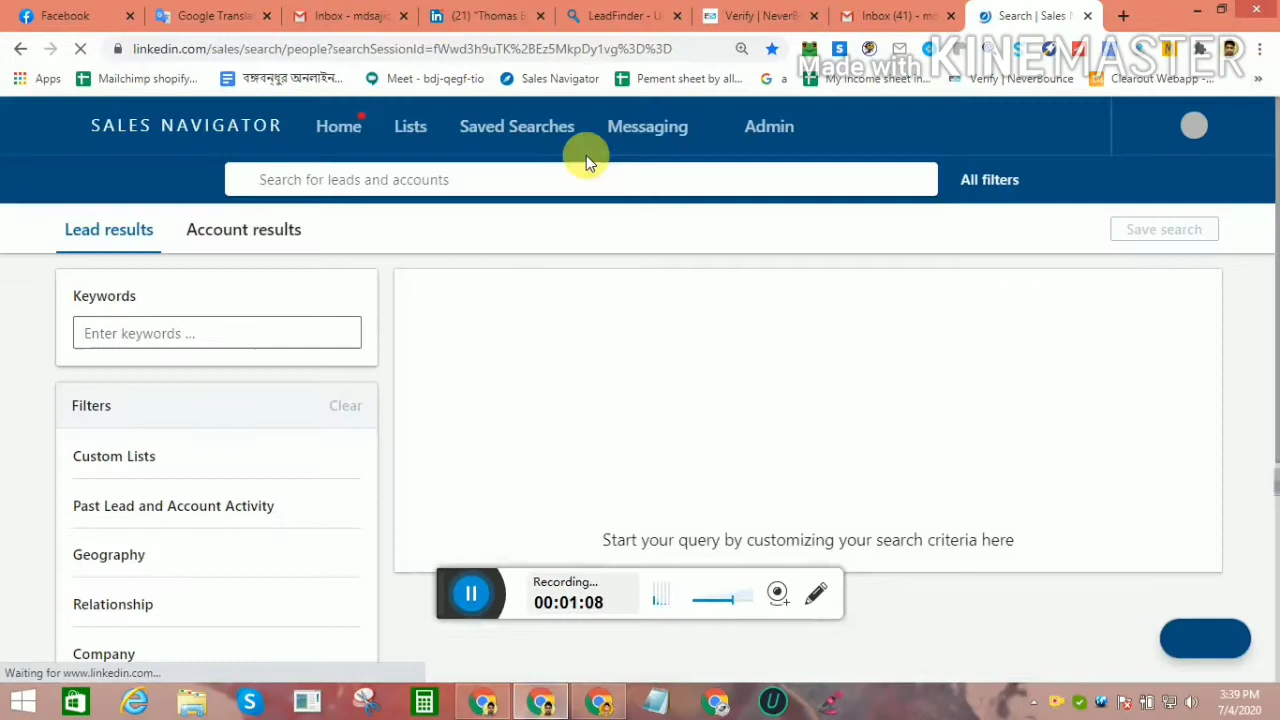 Facebook
Google Transla
Inbox - mdsajic
(21) "Thomas B
LeadFinder - U
Verify | NeverBo
Inbox (41) - mo
Search | Sales N
linkedin.com/sales/search/people?searchSessionId=fWwd3h9uTK%2BEz5MkpDy1vg%3D%3D
Made with KINEMASTER
Apps
Mailchimp shopify...
বঙ্গবন্ধুর অনলাইন...
Meet - bdj-qegf-tio
Sales Navigator
Pement sheet by all...
a
My income sheet in...
Verify | NeverBounce
Clearout Webapp -...
SALES NAVIGATOR
Home
Lists
Saved Searches
Messaging
Admin
Search for leads and accounts
All filters
Lead results
Account results
Save search
Keywords
Enter keywords ...
Filters
Clear
Custom Lists
Past Lead and Account Activity
Geography
Relationship
Company
Start your query by customizing your search criteria here
Recording...
00:01:08
Waiting for www.linkedin.com...
3:39 PM
7/4/2020